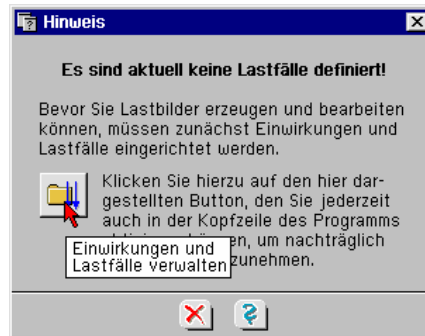 Hinweis
Es sind aktuell keine Lastfälle definiert!
Bevor Sie Lastbilder erzeugen und bearbeiten
können, müssen zunächst Einwirkungen und
Lastfälle eingerichtet werden.
Klicken Sie hierzu auf den hier dar-
gestellten Button, den Sie jederzeit
auch in der Kopfzeile des Programms
um nachträglich
zunehmen.
Einwirkungen und
Lastfälle verwalten